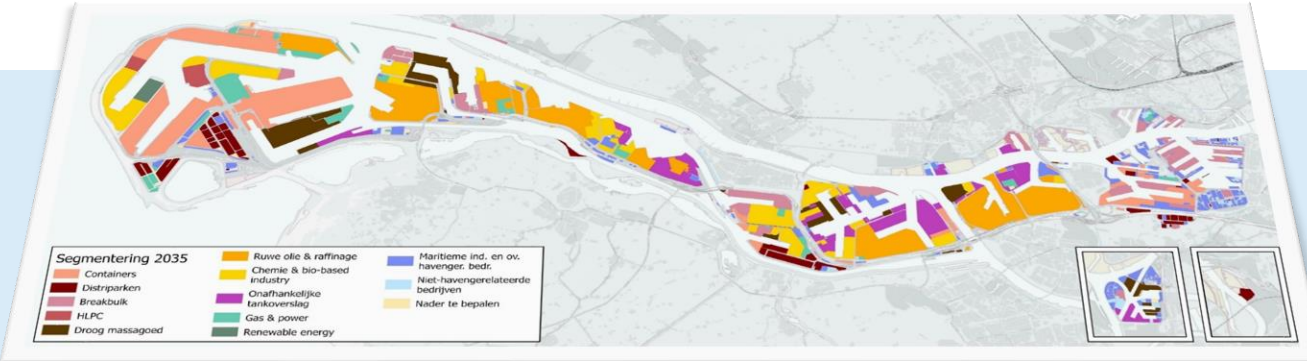 Segmentering 2035
Containers
Distriparken
Breakbulk
HLPC
Droog massagoed
Ruwe olie & raffinage
Chemie & bio-based
industry
Onafhankelijke
tankoverslag
Gas & power
Renewable energy
Maritieme ind. en ov.
havenger. bedr.
Niet-havengerelateerde
bedrijven
Nader te bepalen